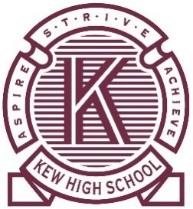 ASPIRE
S·T·R·I·V·E
ACHIEVE
K
KEW HIGH SCHOOL